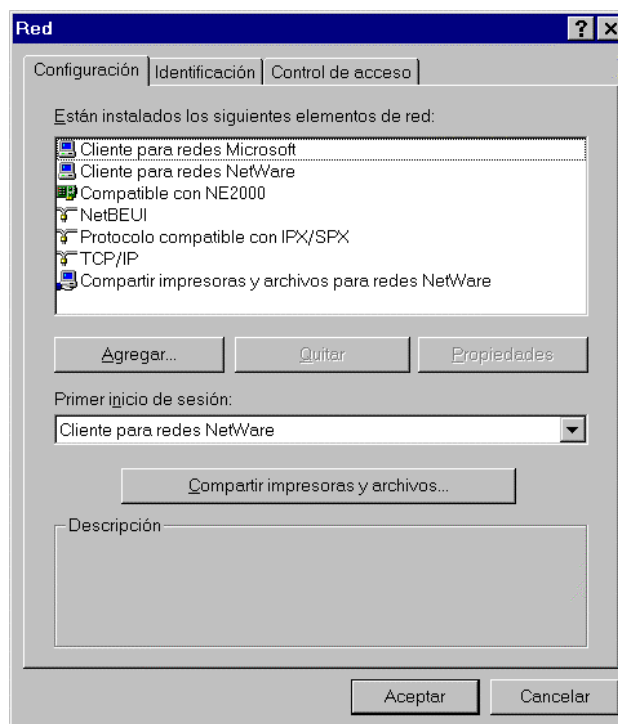 Red
Configuración Identificación Control de acceso
Están instalados los siguientes elementos de red:
Cliente para redes Microsoft
Cliente para redes NetWare
Compatible con NE2000
NetBEUI
Protocolo compatible con IPX/SPX
TCP/IP
Compartir impresoras y archivos para redes NetWare
Agregar... Quitar Propiedades
Primer inicio de sesión:
Cliente para redes NetWare
Compartir impresoras y archivos...
Descripción
Aceptar Cancelar